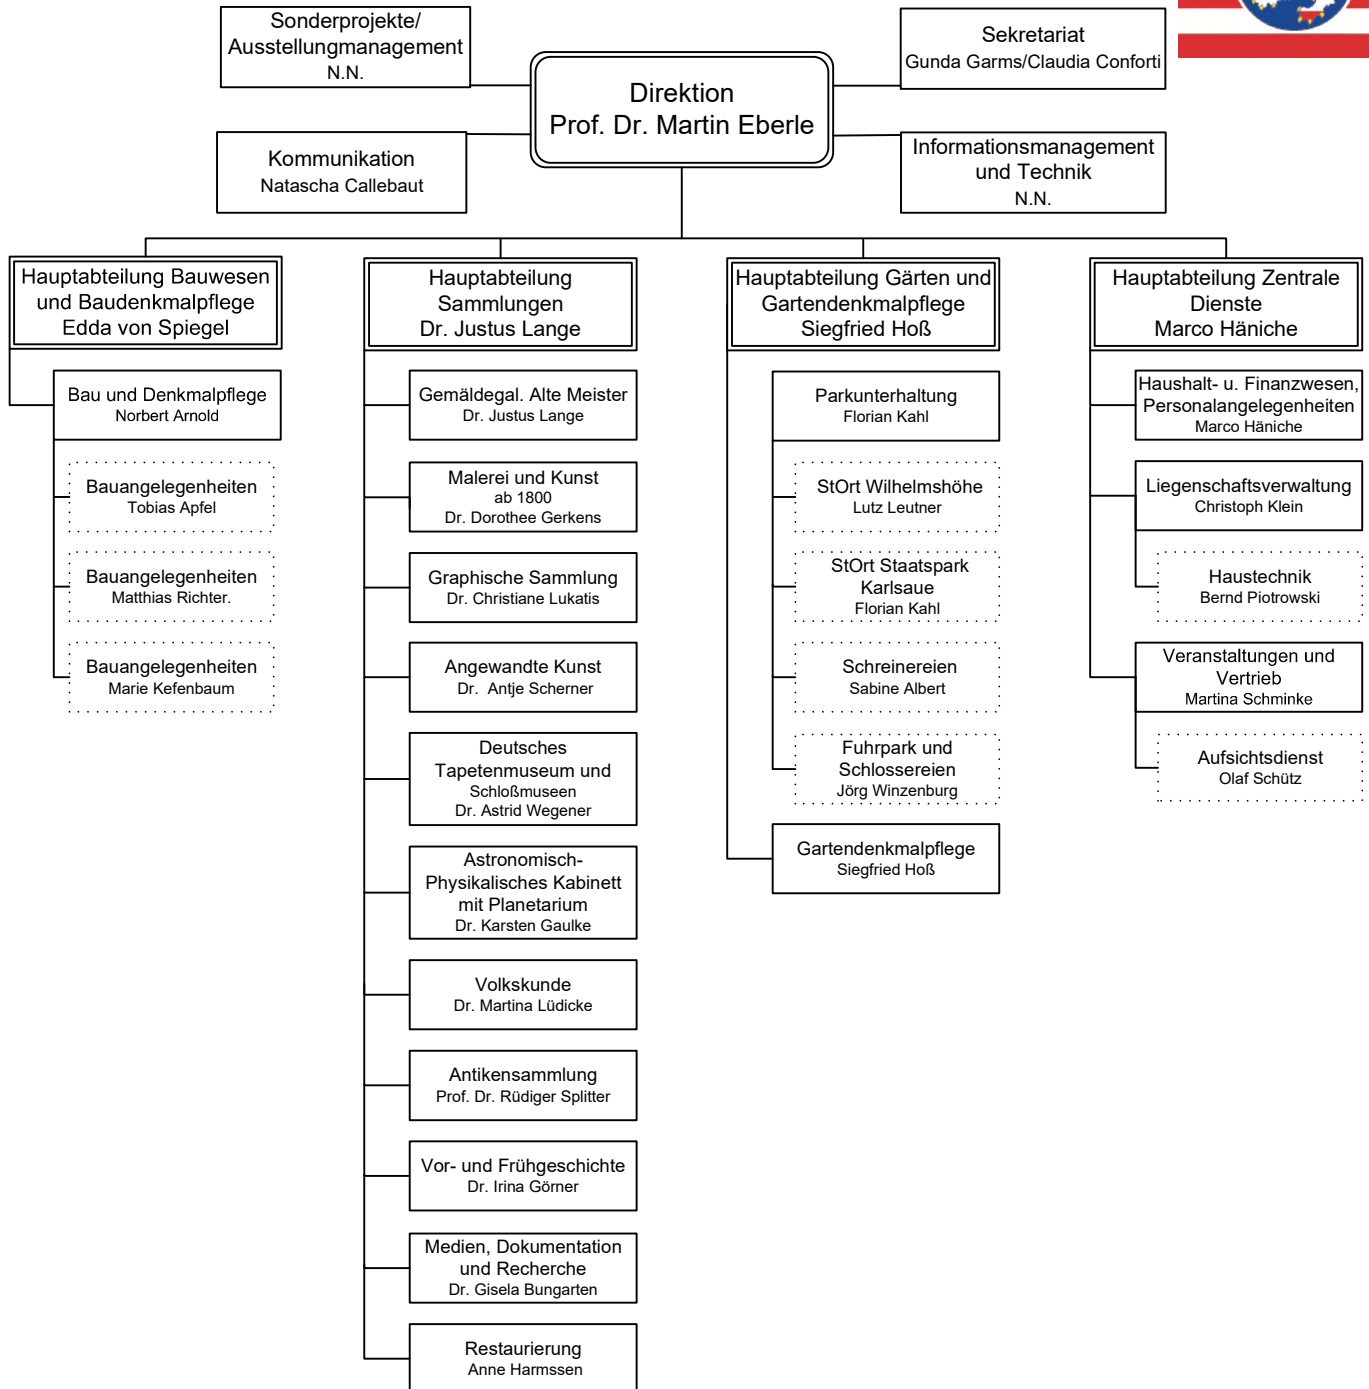 Sonderprojekte/
Ausstellungmanagement
N.N.
Sekretariat
Gunda Garms/Claudia Conforti
Direktion
Prof. Dr. Martin Eberle
Kommunikation
Natascha Callebaut
Informationsmanagement
und Technik
N.N.
Hauptabteilung Bauwesen
und Baudenkmalpflege
Edda von Spiegel
Bau und Denkmalpflege
Norbert Arnold
Bauangelegenheiten
Tobias Apfel
Bauangelegenheiten
Matthias Richter.
Bauangelegenheiten
Marie Kefenbaum
Hauptabteilung
Sammlungen
Dr. Justus Lange
Gemäldegal. Alte Meister
Dr. Justus Lange
Malerei und Kunst
ab 1800
Dr. Dorothee Gerkens
Graphische Sammlung
Dr. Christiane Lukatis
Angewandte Kunst
Dr. Antje Scherner
Deutsches
Tapetenmuseum und
Schloßmuseen
Dr. Astrid Wegener
Astronomisch-
Physikalisches Kabinett
mit Planetarium
Dr. Karsten Gaulke
Volkskunde
Dr. Martina Lüdicke
Antikensammlung
Prof. Dr. Rüdiger Splitter
Vor- und Frühgeschichte
Dr. Irina Görner
Medien, Dokumentation
und Recherche
Dr. Gisela Bungarten
Restaurierung
Anne Harmssen
Hauptabteilung Gärten und
Gartendenkmalpflege
Siegfried Hoß
Parkunterhaltung
Florian Kahl
StOrt Wilhelmshöhe
Lutz Leutner
StOrt Staatspark
Karlsaue
Florian Kahl
Schreinereien
Sabine Albert
Fuhrpark und
Schlossereien
Jörg Winzenburg
Gartendenkmalpflege
Siegfried Hoß
Hauptabteilung Zentrale
Dienste
Marco Häniche
Haushalt- u. Finanzwesen,
Personalangelegenheiten
Marco Häniche
Liegenschaftsverwaltung
Christoph Klein
Haustechnik
Bernd Piotrowski
Veranstaltungen und
Vertrieb
Martina Schminke
Aufsichtsdienst
Olaf Schütz